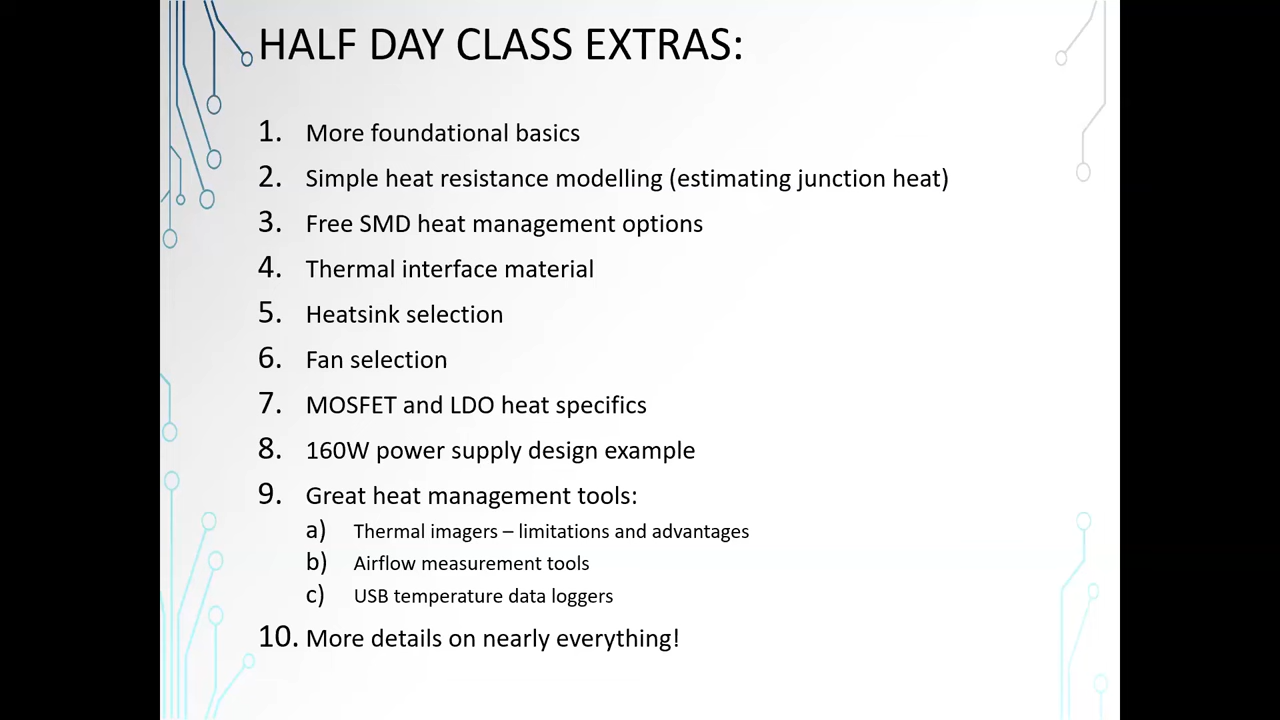 HALF DAY CLASS EXTRAS:
1. More foundational basics
2. Simple heat resistance modelling (estimating junction heat)
3. Free SMD heat management options
4. Thermal interface material
5. Heatsink selection
6. Fan selection
7. MOSFET and LDO heat specifics
8. 160W power supply design example
9. Great heat management tools:
a) Thermal imagers – limitations and advantages
b) Airflow measurement tools
c) USB temperature data loggers
10. More details on nearly everything!